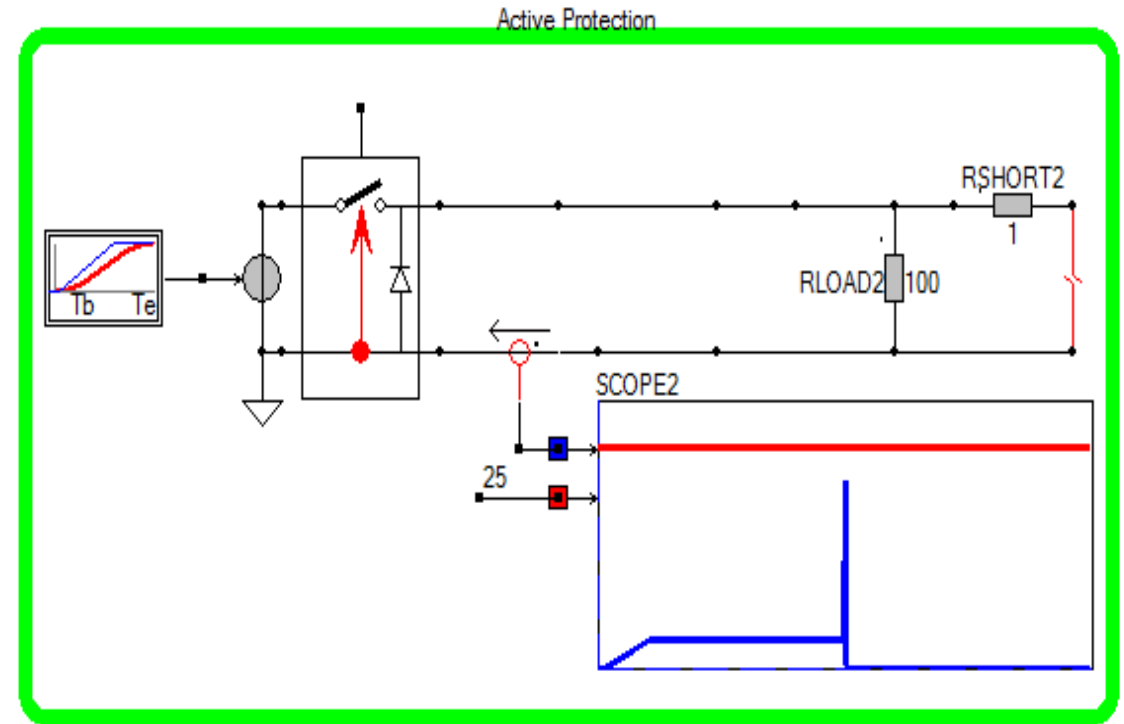 Active Protection
RSHORT2
1
RLOAD2 100
Tb Te
SCOPE2
25